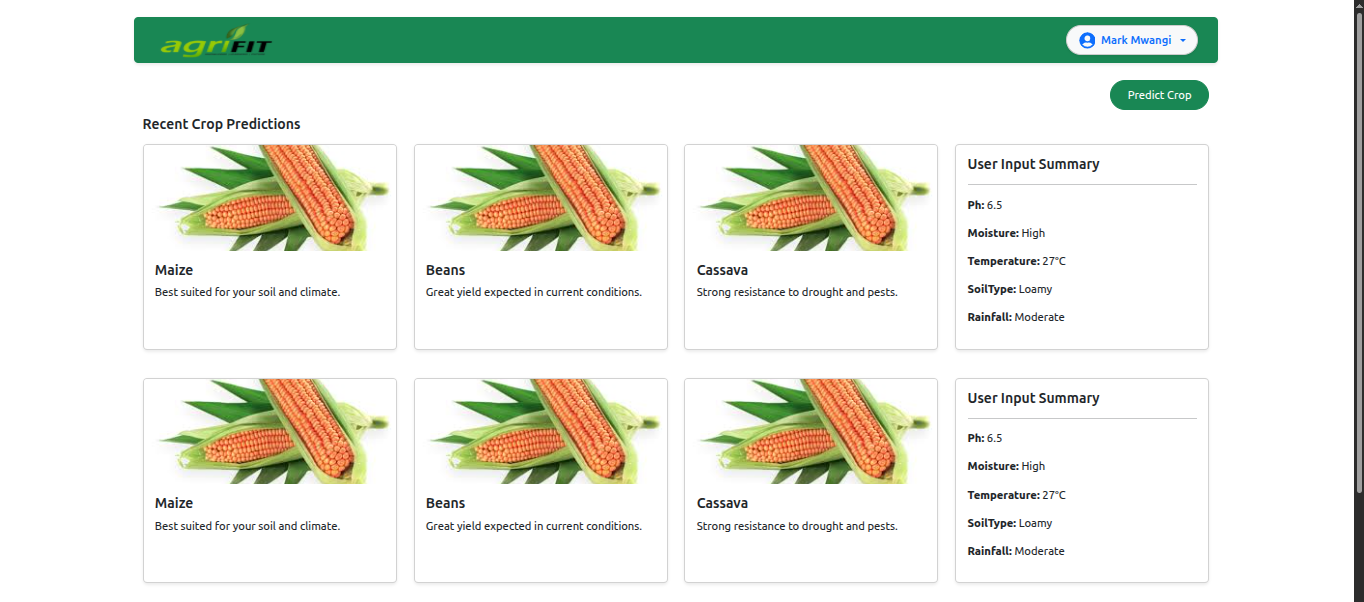 agriFIT
Mark Mwangi
Predict Crop
Recent Crop Predictions
Maize
Best suited for your soil and climate.
Beans
Great yield expected in current conditions.
Cassava
Strong resistance to drought and pests.
User Input Summary
Ph: 6.5
Moisture: High
Temperature: 27°C
SoilType: Loamy
Rainfall: Moderate
Maize
Best suited for your soil and climate.
Beans
Great yield expected in current conditions.
Cassava
Strong resistance to drought and pests.
User Input Summary
Ph: 6.5
Moisture: High
Temperature: 27°C
SoilType: Loamy
Rainfall: Moderate